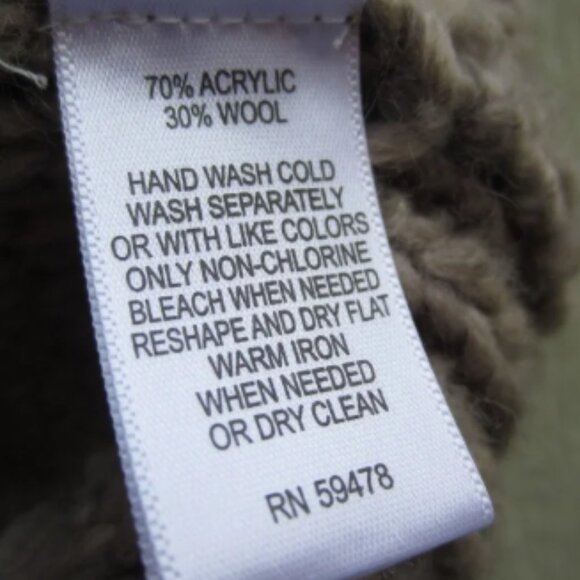 70% ACRYLIC
30% WOOL
HAND WASH COLD
WASH SEPARATELY
OR WITH LIKE COLORS
ONLY NON-CHLORINE
BLEACH WHEN NEEDED
RESHAPE AND DRY FLAT
WARM IRON
WHEN NEEDED
OR DRY CLEAN
RN 59478